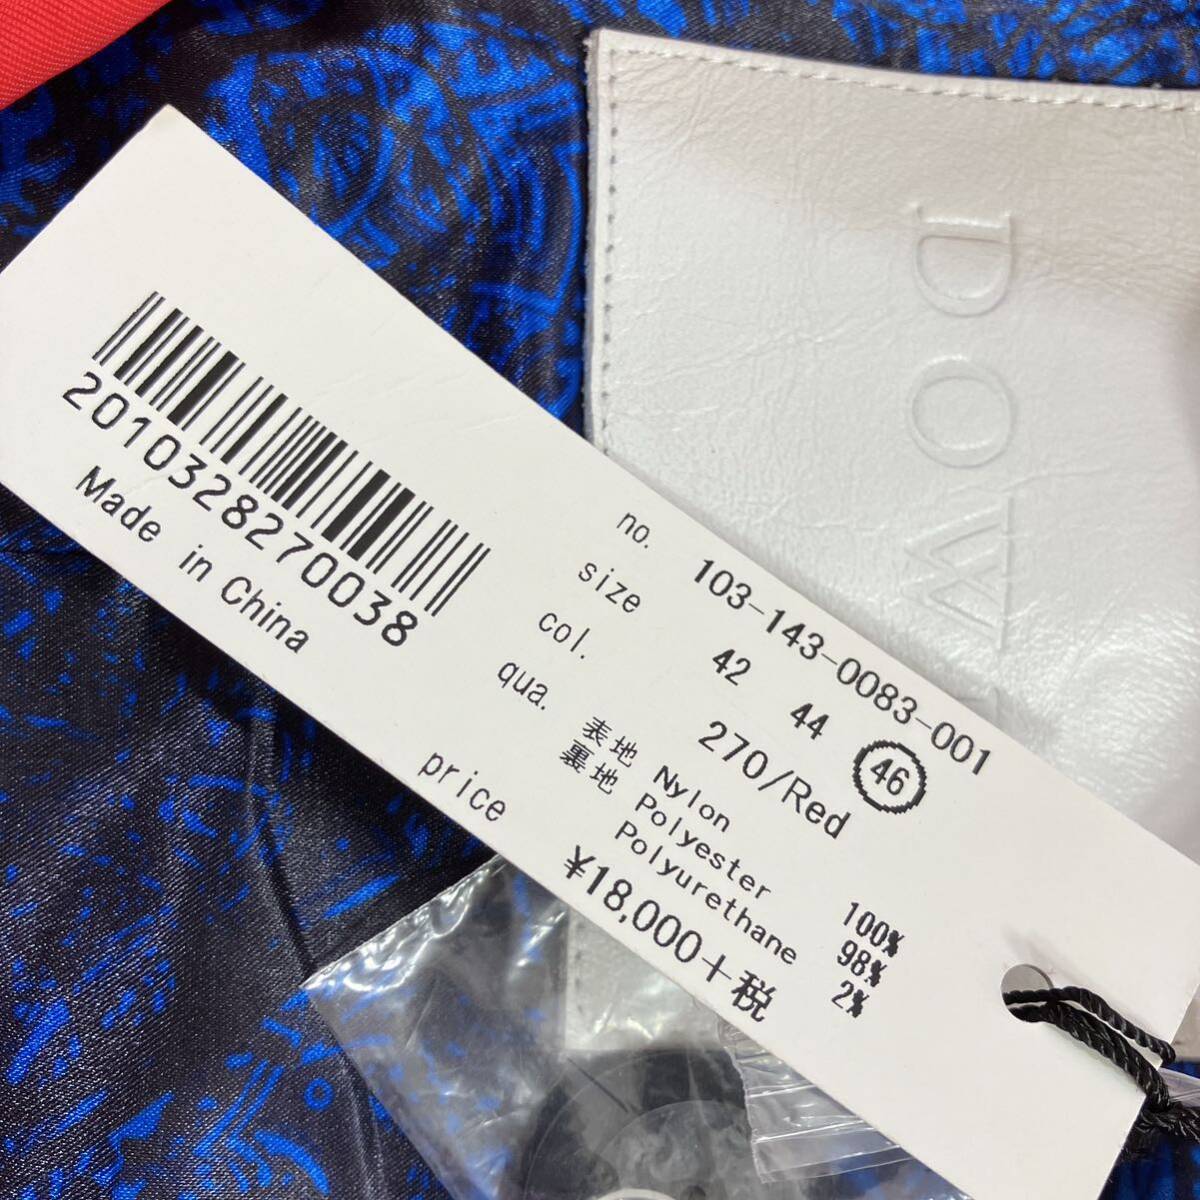 DOW
2010328270038
Made in China
no. 103-143-0083-001
size 42 44 46
col. 270/Red
qua. 表地 Nylon 100%
裏地 Polyester 98%
Polyurethane 2%
price ¥18,000+税